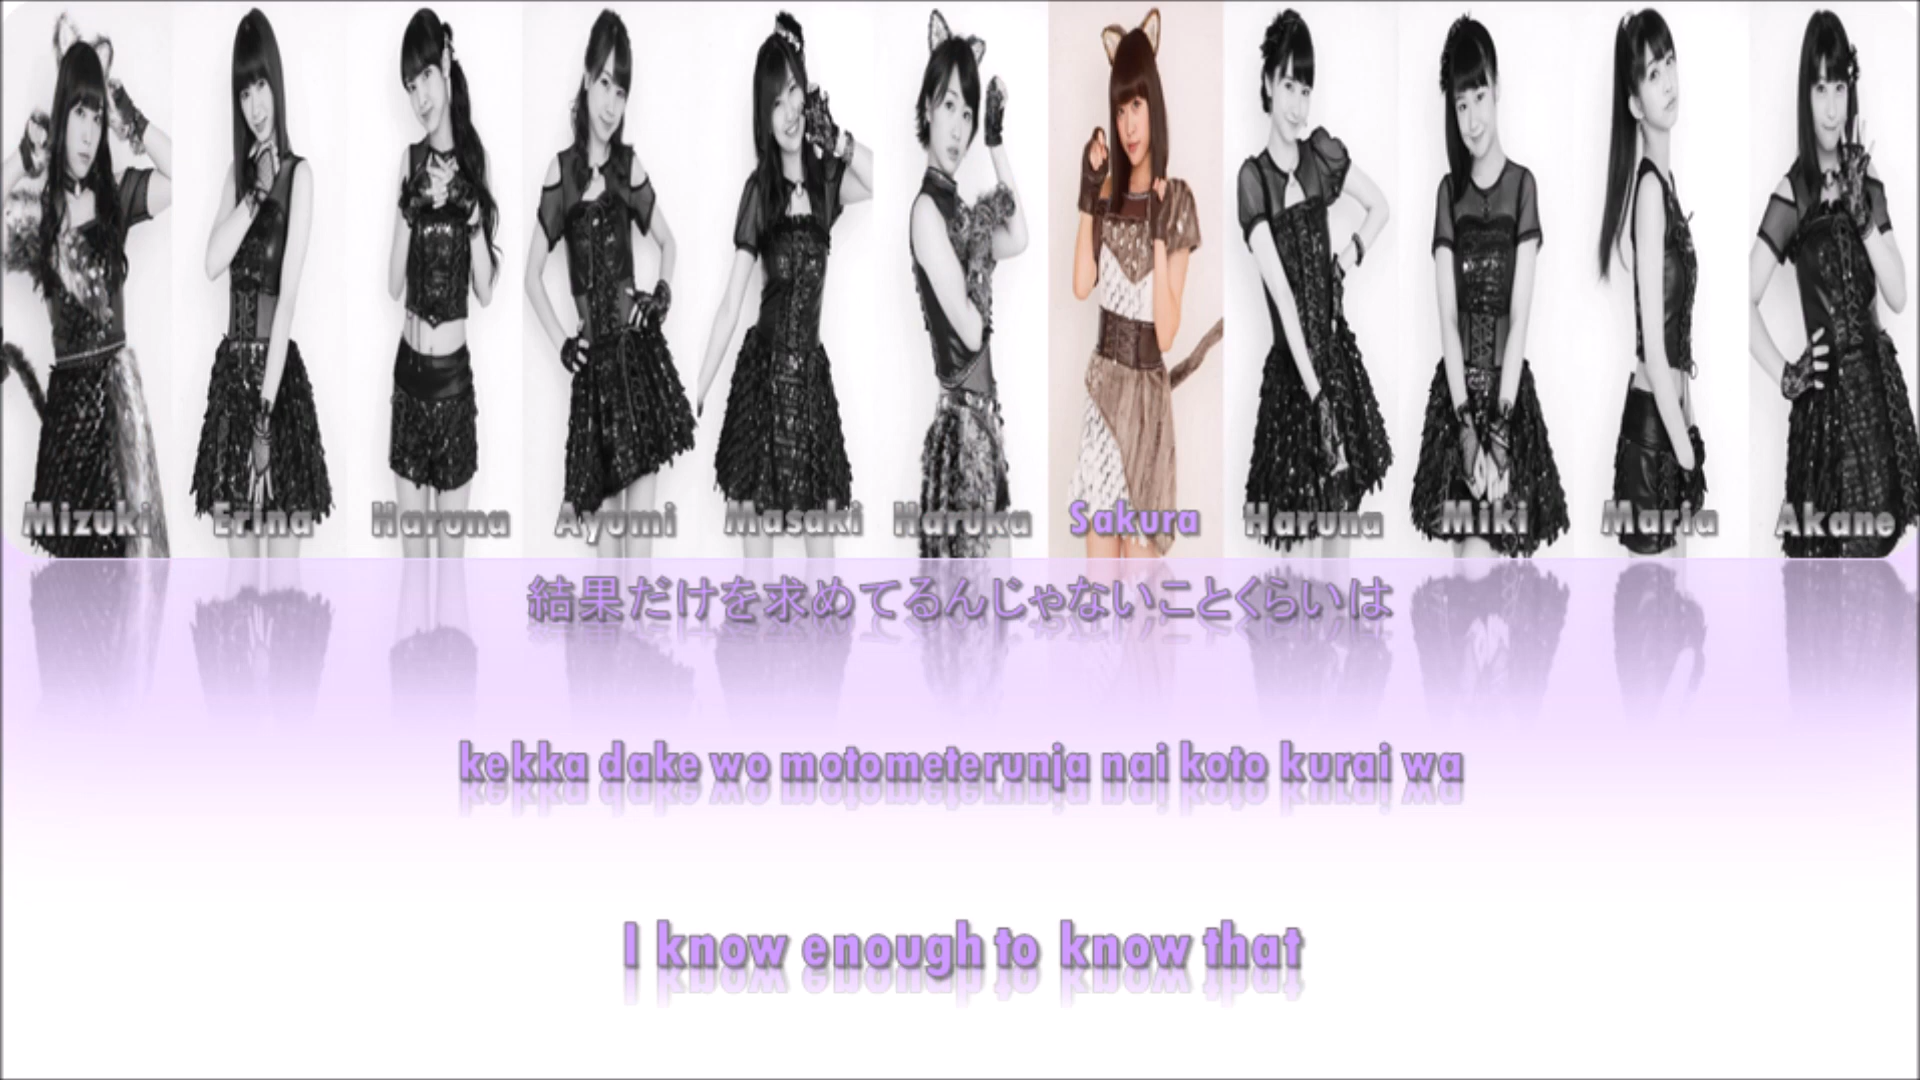 Mizuki Erina Haruna Ayumi Masaki Haruka Sakura Haruna Miki Maria Akane
結果だけを求めてるんじゃないことくらいは
kekka dake wo motometerunja nai koto kurai wa
I know enough to know that